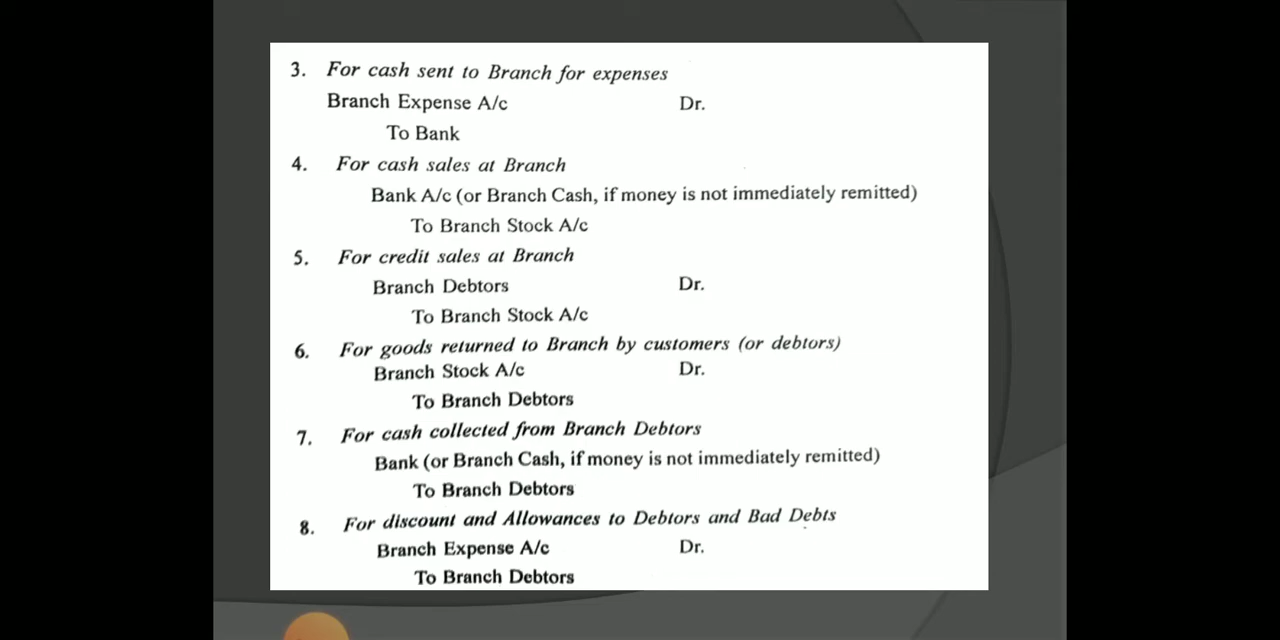 3. For cash sent to Branch for expenses
Branch Expense A/c Dr.
To Bank
4. For cash sales at Branch
Bank A/c (or Branch Cash, if money is not immediately remitted)
To Branch Stock A/c
5. For credit sales at Branch
Branch Debtors Dr.
To Branch Stock A/c
6. For goods returned to Branch by customers (or debtors)
Branch Stock A/c Dr.
To Branch Debtors
7. For cash collected from Branch Debtors
Bank (or Branch Cash, if money is not immediately remitted)
To Branch Debtors
8. For discount and Allowances to Debtors and Bad Debts
Branch Expense A/c Dr.
To Branch Debtors